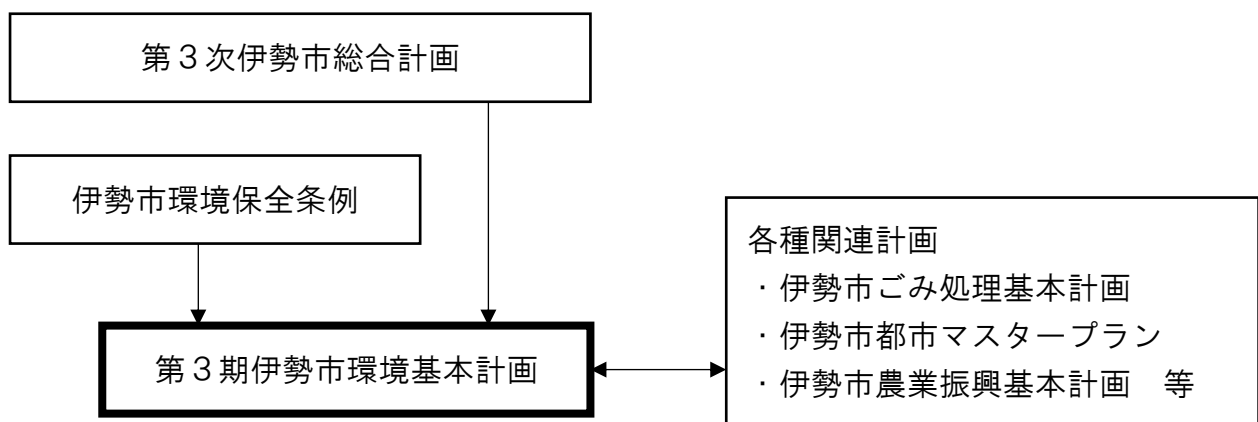 第３次伊勢市総合計画
伊勢市環境保全条例
第３期伊勢市環境基本計画
各種関連計画
・伊勢市ごみ処理基本計画
・伊勢市都市マスタープラン
・伊勢市農業振興基本計画　等